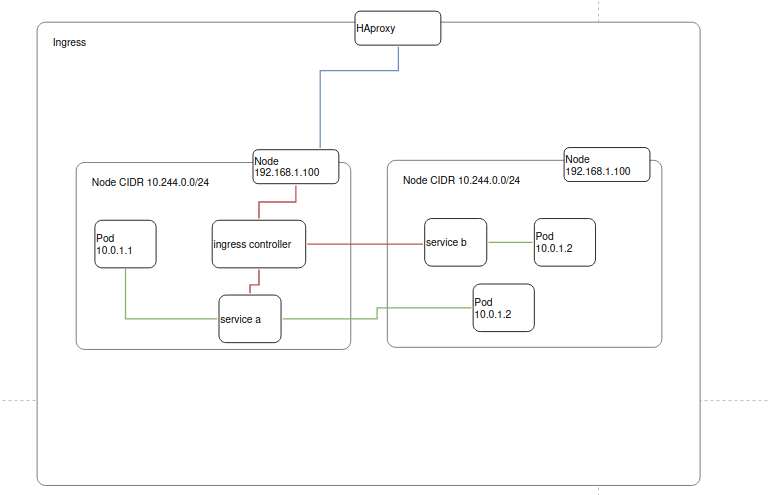 HAproxy
Ingress
Node
192.168.1.100
Node CIDR 10.244.0.0/24
Pod
10.0.1.1
ingress controller
service a
Node
192.168.1.100
Node CIDR 10.244.0.0/24
service b
Pod
10.0.1.2
Pod
10.0.1.2